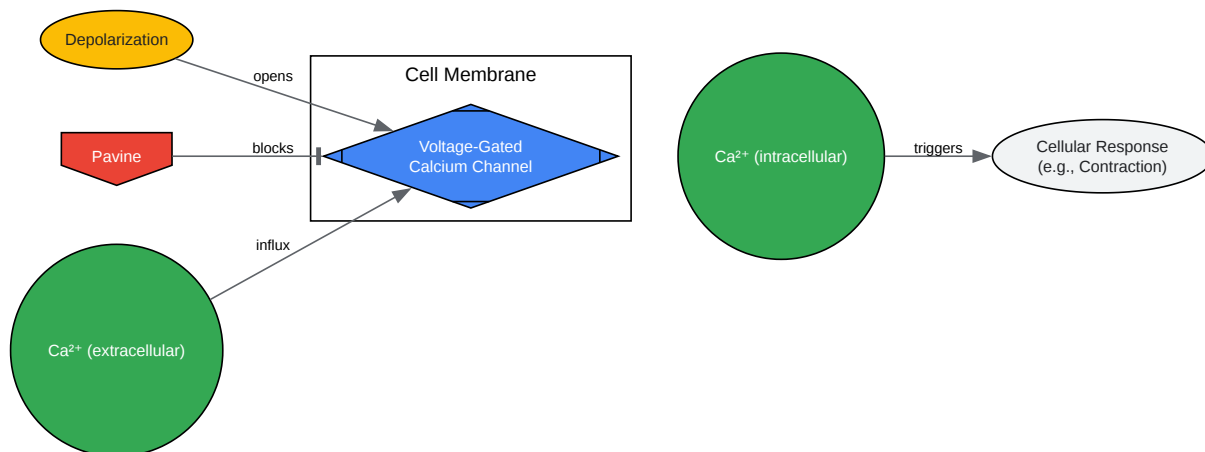 Depolarization
opens
Cell Membrane
Pavine
blocks
Voltage-Gated
Calcium Channel
influx
Ca²⁺ (extracellular)
Ca²⁺ (intracellular)
triggers
Cellular Response
(e.g., Contraction)